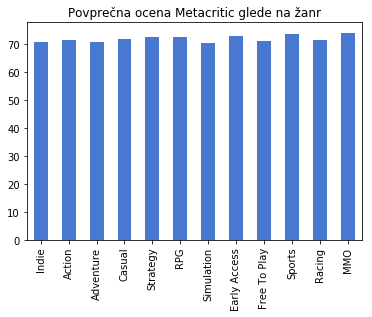 Povprečna ocena Metacritic glede na žanr
70
60
50
40
30
20
10
0
Indie
Action
Adventure
Casual
Strategy
RPG
Simulation
Early Access
Free To Play
Sports
Racing
MMO